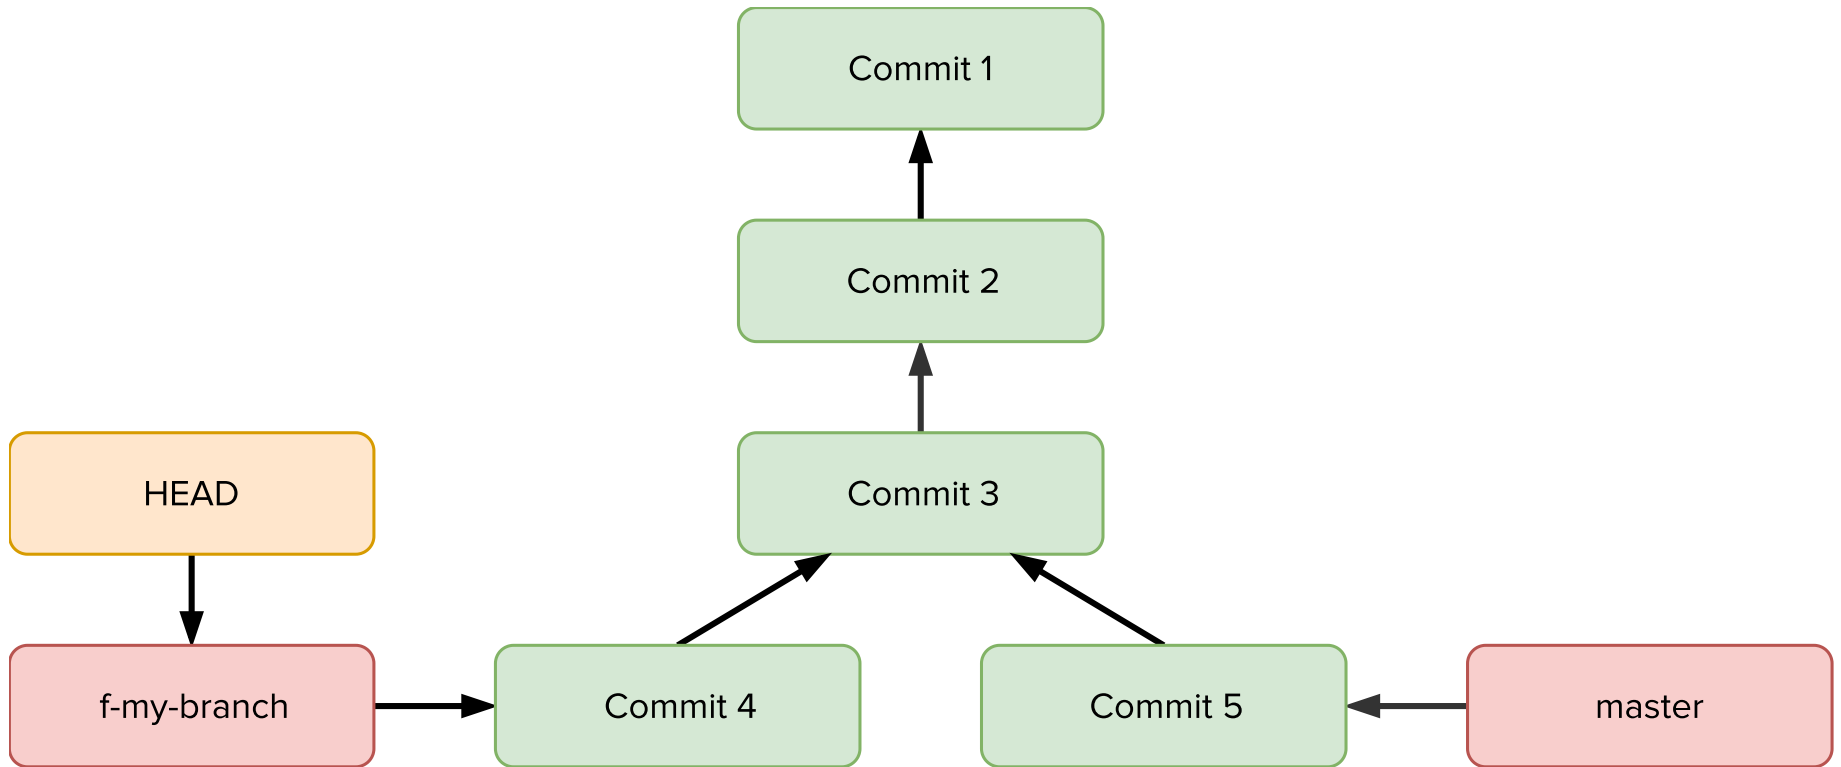 Commit 1
Commit 2
HEAD
Commit 3
f-my-branch
Commit 4
Commit 5
master